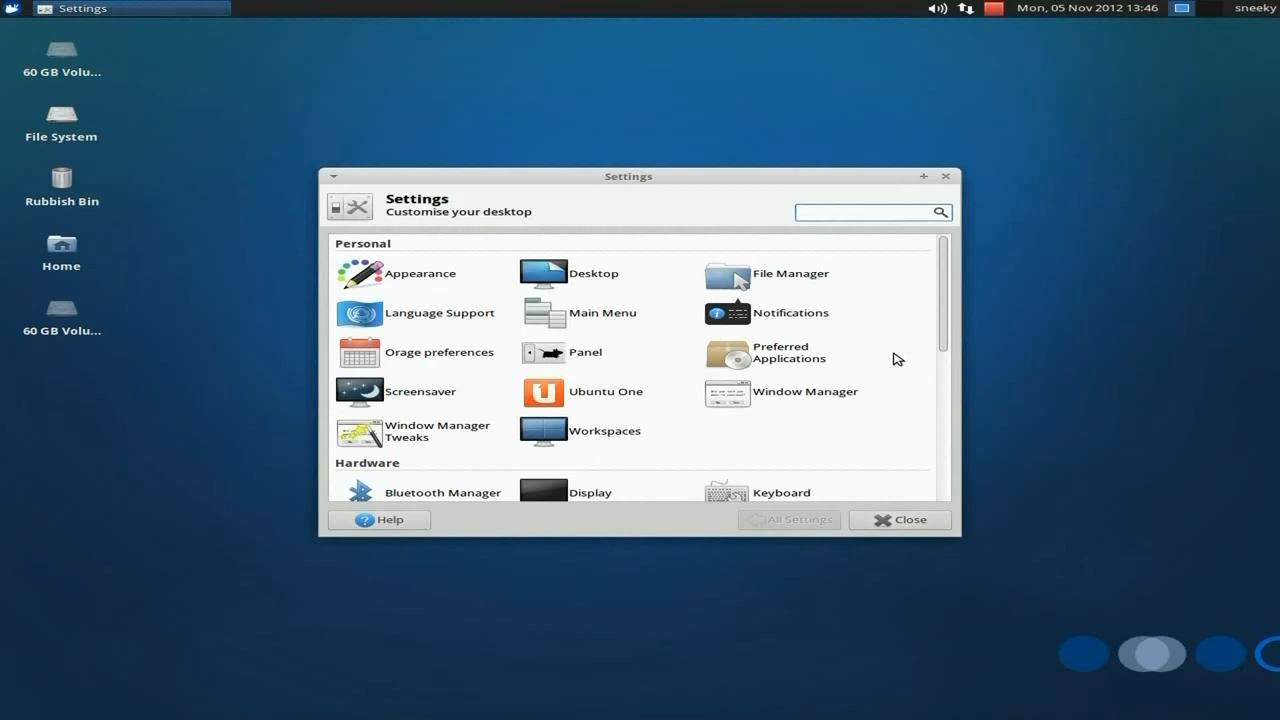 Settings
Mon, 05 Nov 2012 13:46
sneeky
60 GB Volu...
File System
Rubbish Bin
Home
60 GB Volu...
Settings
Settings
Customise your desktop
Personal
Appearance
Desktop
File Manager
Language Support
Main Menu
Notifications
Orage preferences
Panel
Preferred
Applications
Screensaver
Ubuntu One
Window Manager
Window Manager
Tweaks
Workspaces
Hardware
Bluetooth Manager
Display
Keyboard
Help
All Settings
Close